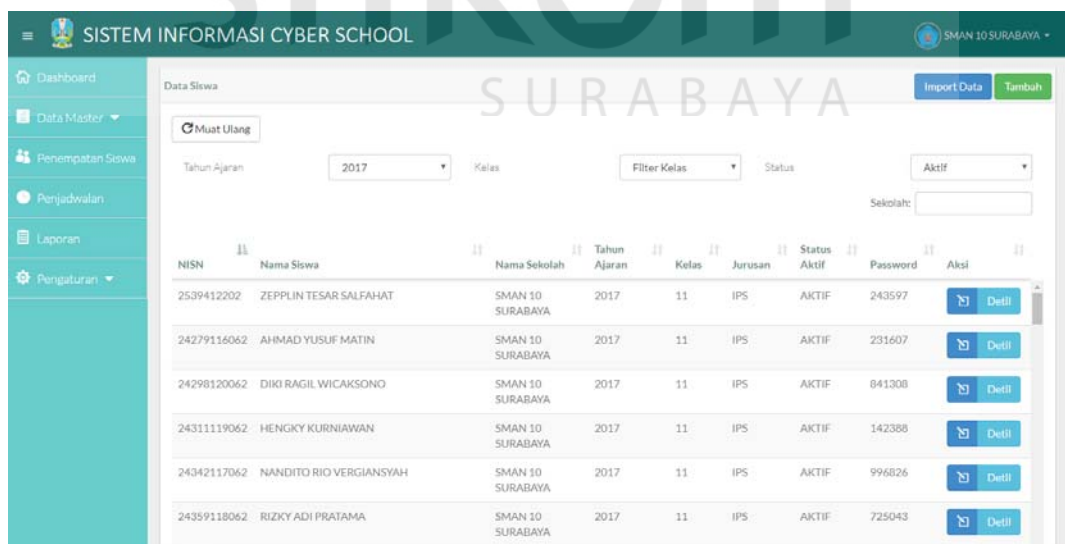 SISTEM INFORMASI CYBER SCHOOL
SMAN 10 SURABAYA
SURABAYA
Dashboard
Data Master
Penempatan Siswa
Penjadwalan
Laporan
Pengaturan
Data Siswa Import Data Tambah
Muat Ulang
Tahun Ajaran 2017 Kelas Filter Kelas Status Aktif
Sekolah:
NISN Nama Siswa Nama Sekolah Tahun Ajaran Kelas Jurusan Status Aktif Password Aksi
2539412202 ZEPPLIN TESAR SALFAHAT SMAN 10 SURABAYA 2017 11 IPS AKTIF 243597 Detil
24279116062 AHMAD YUSUF MATIN SMAN 10 SURABAYA 2017 11 IPS AKTIF 231607 Detil
24298120062 DIKI RAGIL WICAKSONO SMAN 10 SURABAYA 2017 11 IPS AKTIF 841308 Detil
24311119062 HENGKY KURNIAWAN SMAN 10 SURABAYA 2017 11 IPS AKTIF 142388 Detil
24342117062 NANDITO RIO VERGIANSYAH SMAN 10 SURABAYA 2017 11 IPS AKTIF 996826 Detil
24359118062 RIZKY ADI PRATAMA SMAN 10 SURABAYA 2017 11 IPS AKTIF 725043 Detil